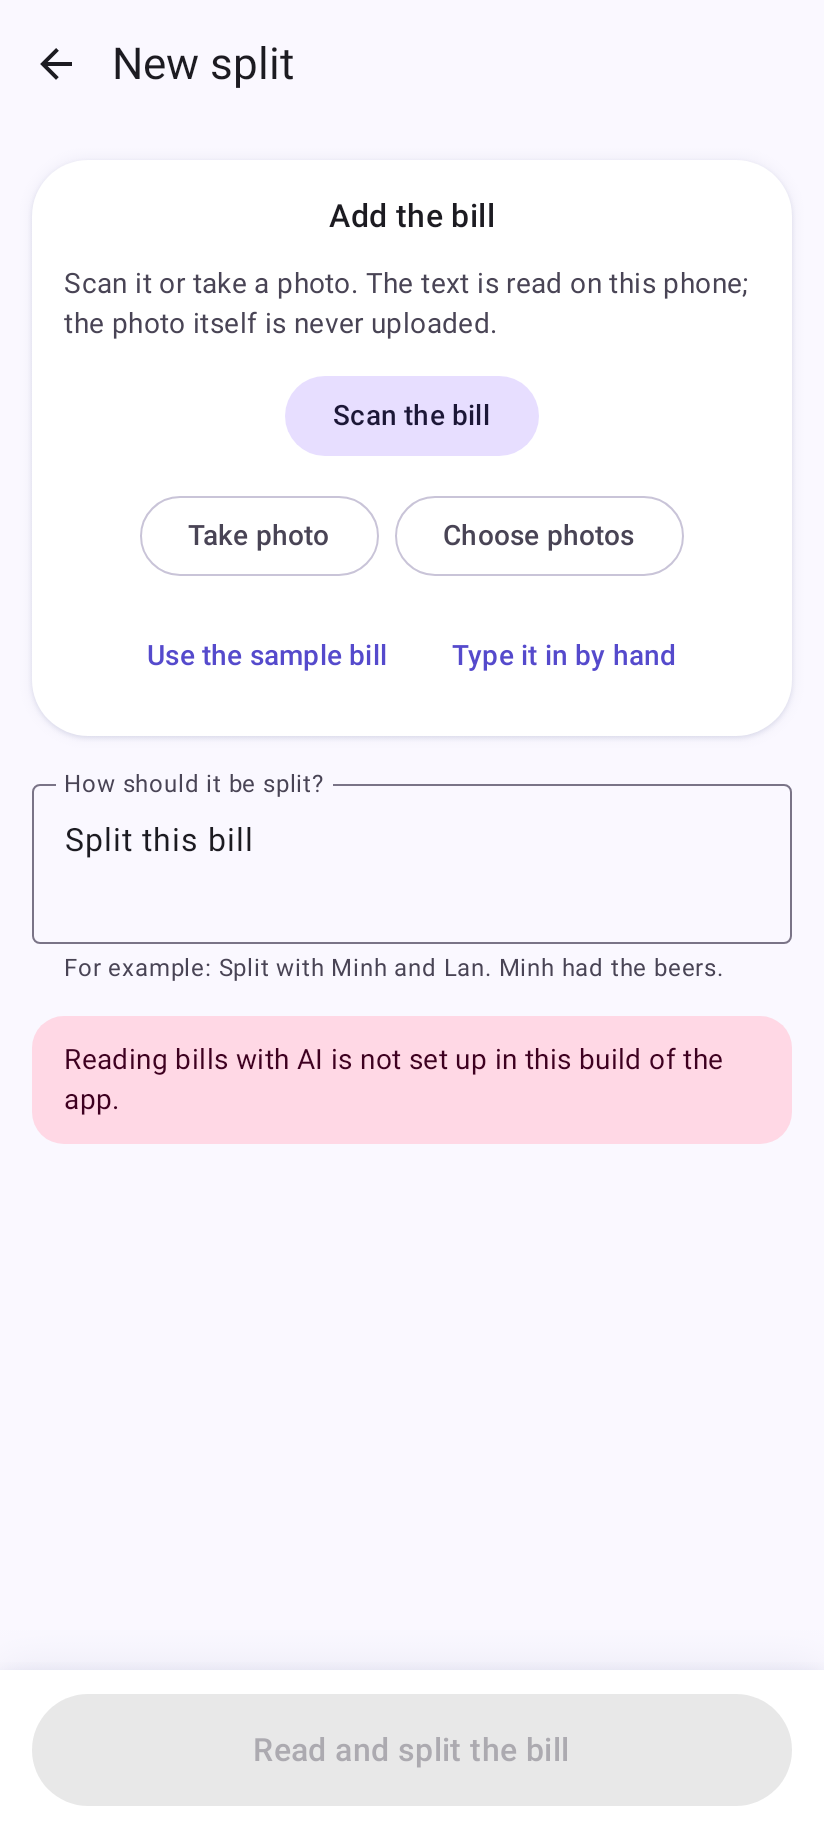 New split
Add the bill
Scan it or take a photo. The text is read on this phone;
the photo itself is never uploaded.
Scan the bill
Take photo
Choose photos
Use the sample bill
Type it in by hand
How should it be split?
Split this bill
For example: Split with Minh and Lan. Minh had the beers.
Reading bills with AI is not set up in this build of the
app.
Read and split the bill